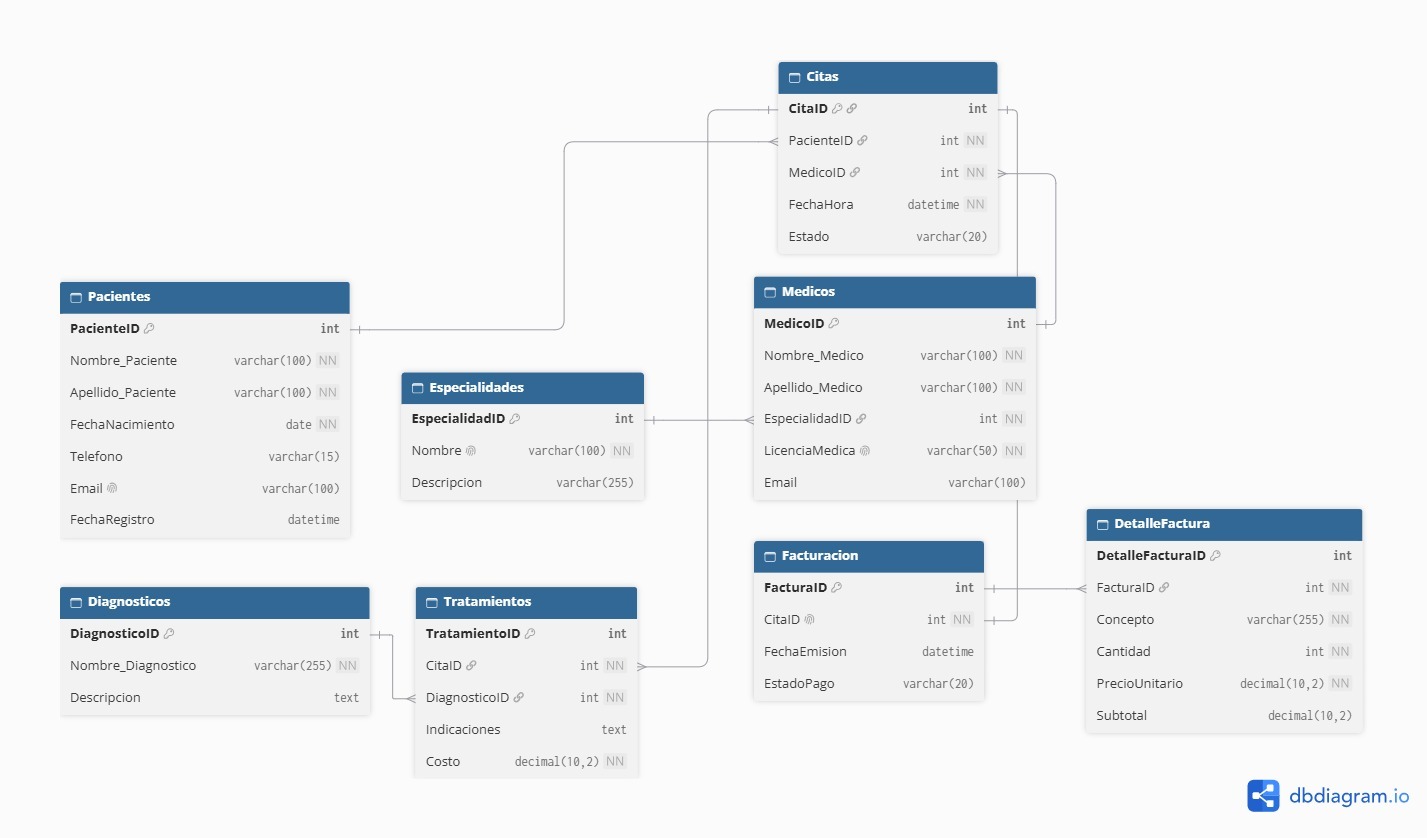 Citas
CitaID int
PacienteID int NN
MedicoID int NN
FechaHora datetime NN
Estado varchar(20)
Pacientes
PacienteID int
Nombre_Paciente varchar(100) NN
Apellido_Paciente varchar(100) NN
FechaNacimiento date NN
Telefono varchar(15)
Email varchar(100)
FechaRegistro datetime
Especialidades
EspecialidadID int
Nombre varchar(100) NN
Descripcion varchar(255)
Medicos
MedicoID int
Nombre_Medico varchar(100) NN
Apellido_Medico varchar(100) NN
EspecialidadID int NN
LicenciaMedica varchar(50) NN
Email varchar(100)
Diagnosticos
DiagnosticoID int
Nombre_Diagnostico varchar(255) NN
Descripcion text
Tratamientos
TratamientoID int
CitaID int NN
DiagnosticoID int NN
Indicaciones text
Costo decimal(10,2) NN
Facturacion
FacturaID int
CitaID int NN
FechaEmision datetime
EstadoPago varchar(20)
DetalleFactura
DetalleFacturaID int
FacturaID int NN
Concepto varchar(255) NN
Cantidad int NN
PrecioUnitario decimal(10,2) NN
Subtotal decimal(10,2)
dbdiagram.io